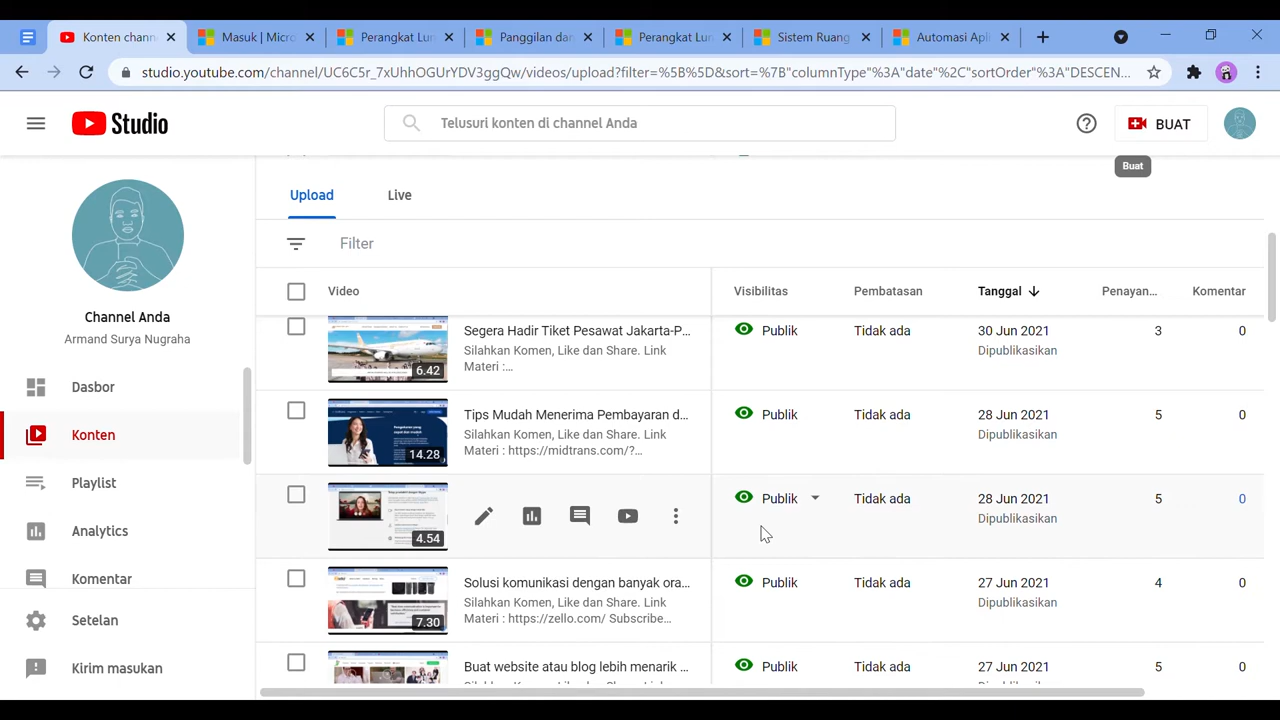 Konten chann
Masuk | Micro
Perangkat Lun
Panggilan dan
Perangkat Lun
Sistem Ruang
Automasi Apli
studio.youtube.com/channel/UC6C5r_7xUhhOGUrYDV3ggQw/videos/upload?filter=%5B%5D&sort=%7B"columnType"%3A"date"%2C"sortOrder"%3A"DESCEN...
Studio
Telusuri konten di channel Anda
BUAT
Buat
Upload
Live
Filter
Channel Anda
Armand Surya Nugraha
Dasbor
Konten
Playlist
Analytics
Komentar
Setelan
Kirim masukan
Video Visibilitas Pembatasan Tanggal Penayan... Komentar
6.42
Segera Hadir Tiket Pesawat Jakarta-P... Publik Tidak ada 30 Jun 2021 3 0
Silahkan Komen, Like dan Share. Link Dipublikasikan
Materi :...
14.28
Tips Mudah Menerima Pembayaran d... Publik Tidak ada 28 Jun 2021 5 0
Silahkan Komen, Like dan Share. Link Dipublikasikan
Materi : https://midtrans.com/?...
4.54
Publik Tidak ada 28 Jun 2021 5 0
Dipublikasikan
7.30
Solusi komunikasi dengan banyak ora... Publik Tidak ada 27 Jun 2021 4 0
Silahkan Komen, Like dan Share. Link Dipublikasikan
Materi : https://zello.com/ Subscribe...
Buat website atau blog lebih menarik ... Publik Tidak ada 27 Jun 2021 5 0